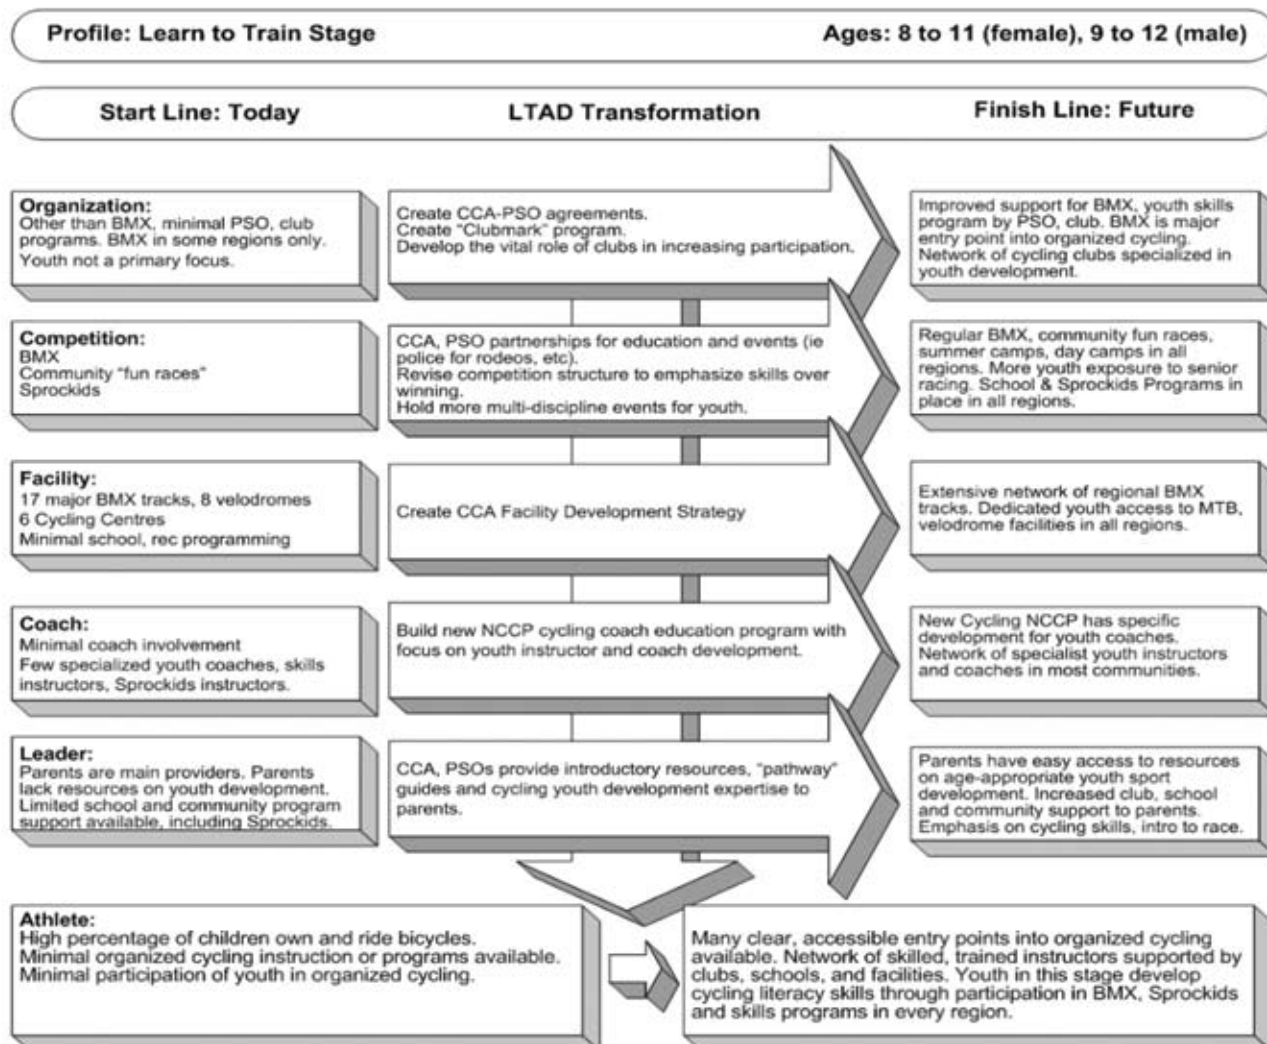 Profile: Learn to Train Stage
Ages: 8 to 11 (female), 9 to 12 (male)
Start Line: Today
LTAD Transformation
Finish Line: Future
Organization:
Other than BMX, minimal PSO, club
programs. BMX in some regions only.
Youth not a primary focus.
Create CCA-PSO agreements.
Create “Clubmark” program.
Develop the vital role of clubs in increasing participation.
Improved support for BMX, youth skills
program by PSO, club. BMX is major
entry point into organized cycling.
Network of cycling clubs specialized in
youth development.
Competition:
BMX
Community “fun races”
Sprockids
CCA, PSO partnerships for education and events (ie
police for rodeos, etc).
Revise competition structure to emphasize skills over
winning.
Hold more multi-discipline events for youth.
Regular BMX, community fun races,
summer camps, day camps in all
regions. More youth exposure to senior
racing. School & Sprockids Programs in
place in all regions.
Facility:
17 major BMX tracks, 8 velodromes
6 Cycling Centres
Minimal school, rec programming
Create CCA Facility Development Strategy
Extensive network of regional BMX
tracks. Dedicated youth access to MTB,
velodrome facilities in all regions.
Coach:
Minimal coach involvement
Few specialized youth coaches, skills
instructors, Sprockids instructors.
Build new NCCP cycling coach education program with
focus on youth instructor and coach development.
New Cycling NCCP has specific
development for youth coaches.
Network of specialist youth instructors
and coaches in most communities.
Leader:
Parents are main providers. Parents
lack resources on youth development.
Limited school and community program
support available, including Sprockids.
CCA, PSOs provide introductory resources, “pathway”
guides and cycling youth development expertise to
parents.
Parents have easy access to resources
on age-appropriate youth sport
development. Increased club, school
and community support to parents.
Emphasis on cycling skills, intro to race.
Athlete:
High percentage of children own and ride bicycles.
Minimal organized cycling instruction or programs available.
Minimal participation of youth in organized cycling.
Many clear, accessible entry points into organized cycling
available. Network of skilled, trained instructors supported by
clubs, schools, and facilities. Youth in this stage develop
cycling literacy skills through participation in BMX, Sprockids
and skills programs in every region.